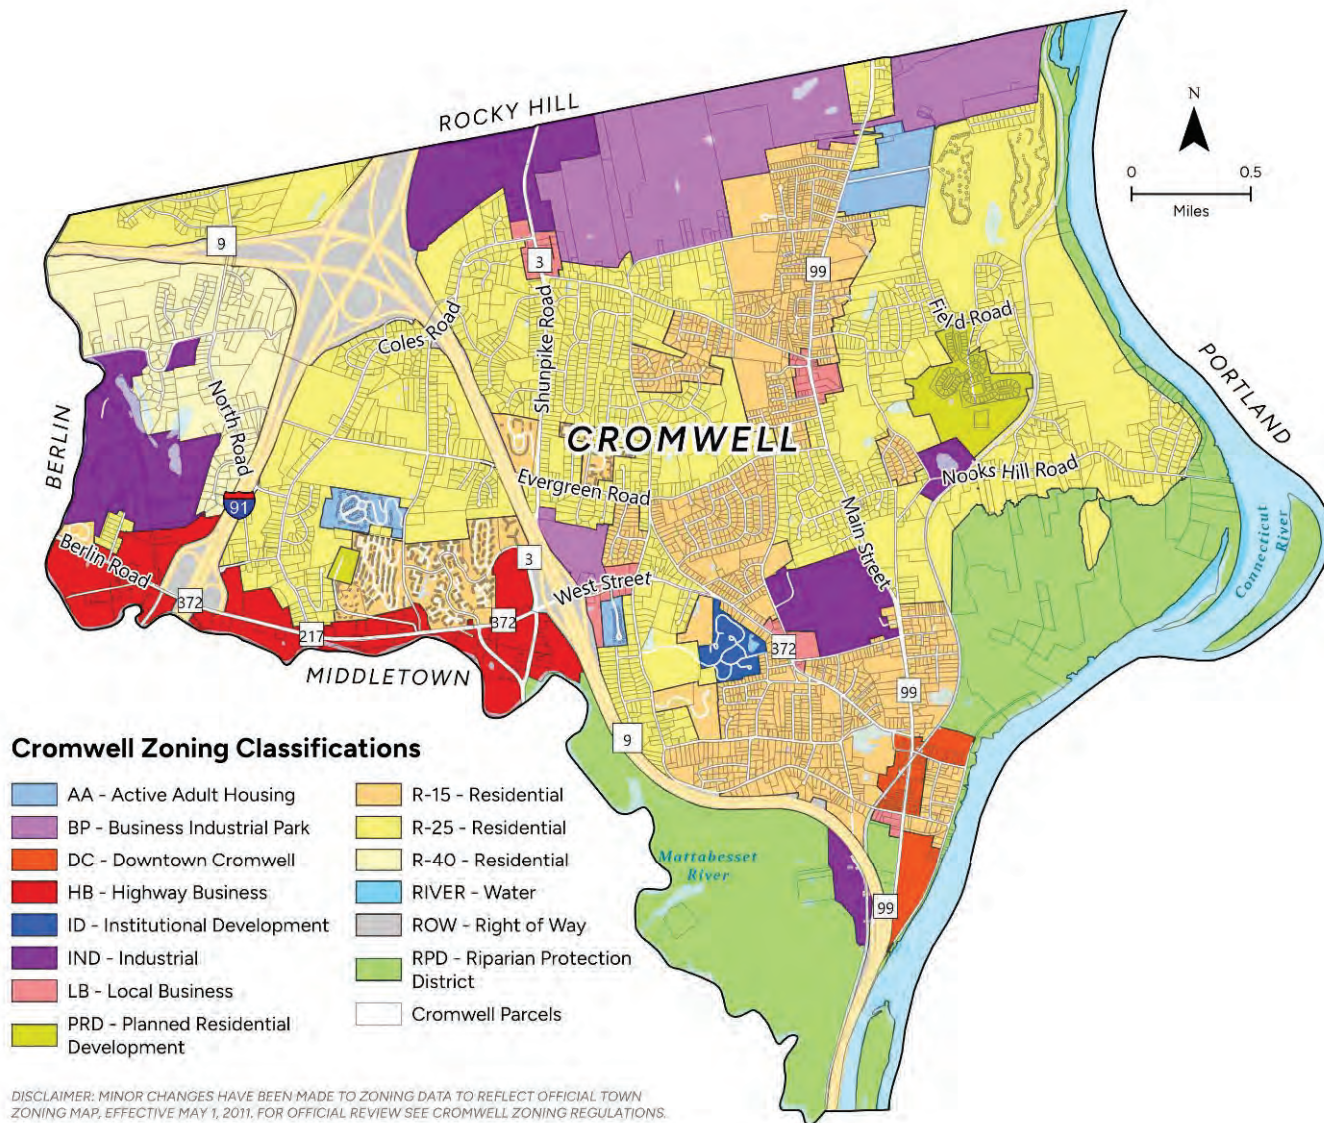 ROCKY HILL
N
0
0.5
Miles
9
3
99
Coles Road
Shunpike Road
Field Road
PORTLAND
BERLIN
North Road
CROMWELL
Evergreen Road
Nooks Hill Road
Main Street
91
Berlin Road
3
West Street
Connecticut
River
372
217
372
372
MIDDLETOWN
99
9
Mattabesset
River
99
Cromwell Zoning Classifications
AA - Active Adult Housing
BP - Business Industrial Park
DC - Downtown Cromwell
HB - Highway Business
ID - Institutional Development
IND - Industrial
LB - Local Business
PRD - Planned Residential
Development
R-15 - Residential
R-25 - Residential
R-40 - Residential
RIVER - Water
ROW - Right of Way
RPD - Riparian Protection
District
Cromwell Parcels
DISCLAIMER: MINOR CHANGES HAVE BEEN MADE TO ZONING DATA TO REFLECT OFFICIAL TOWN
ZONING MAP, EFFECTIVE MAY 1, 2011. FOR OFFICIAL REVIEW SEE CROMWELL ZONING REGULATIONS.